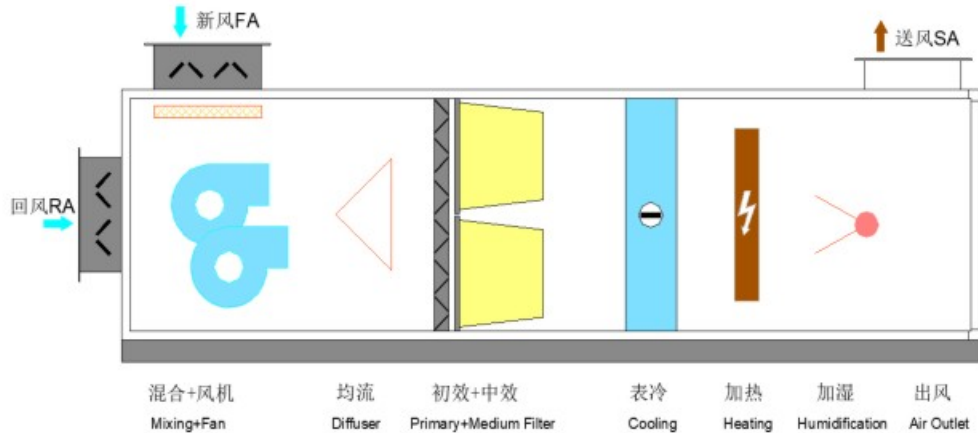 新风FA
送风SA
回风RA
混合+风机
均流
初效+中效
表冷
加热
加湿
出风
Mixing+Fan
Diffuser
Primary+Medium Filter
Cooling
Heating
Humidification
Air Outlet